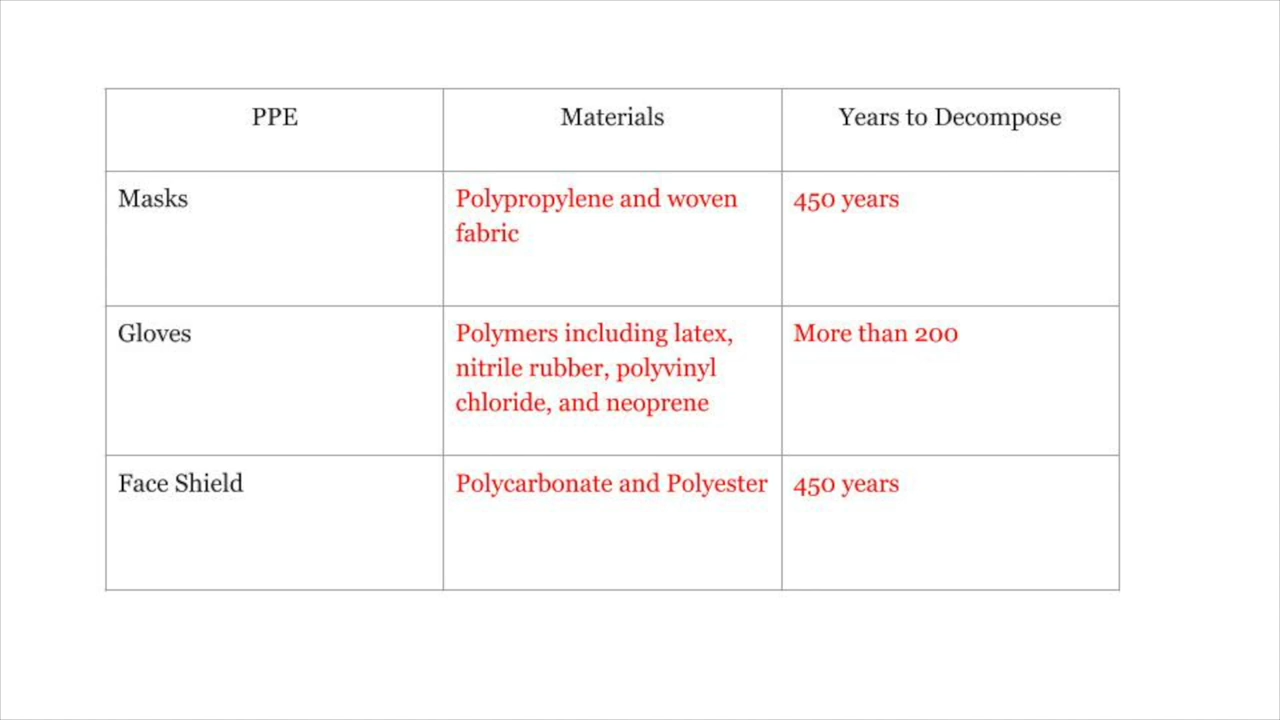 PPE
Materials
Years to Decompose
Masks
Polypropylene and woven
fabric
450 years
Gloves
Polymers including latex,
nitrile rubber, polyvinyl
chloride, and neoprene
More than 200
Face Shield
Polycarbonate and Polyester
450 years